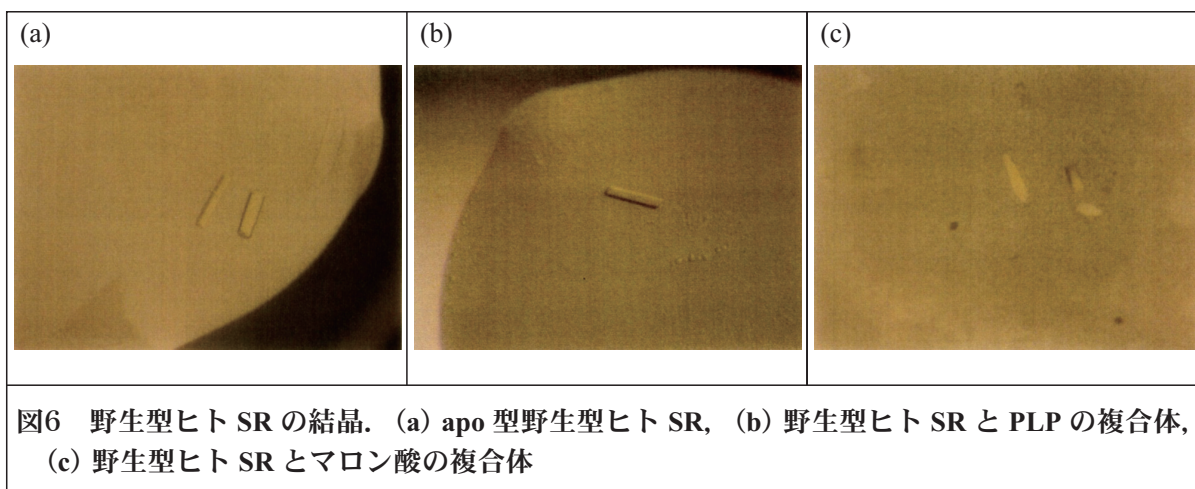 (a)
(b)
(c)
図6 野生型ヒト SR の結晶. (a) apo 型野生型ヒト SR, (b) 野生型ヒト SR と PLP の複合体,
(c) 野生型ヒト SR とマロン酸の複合体